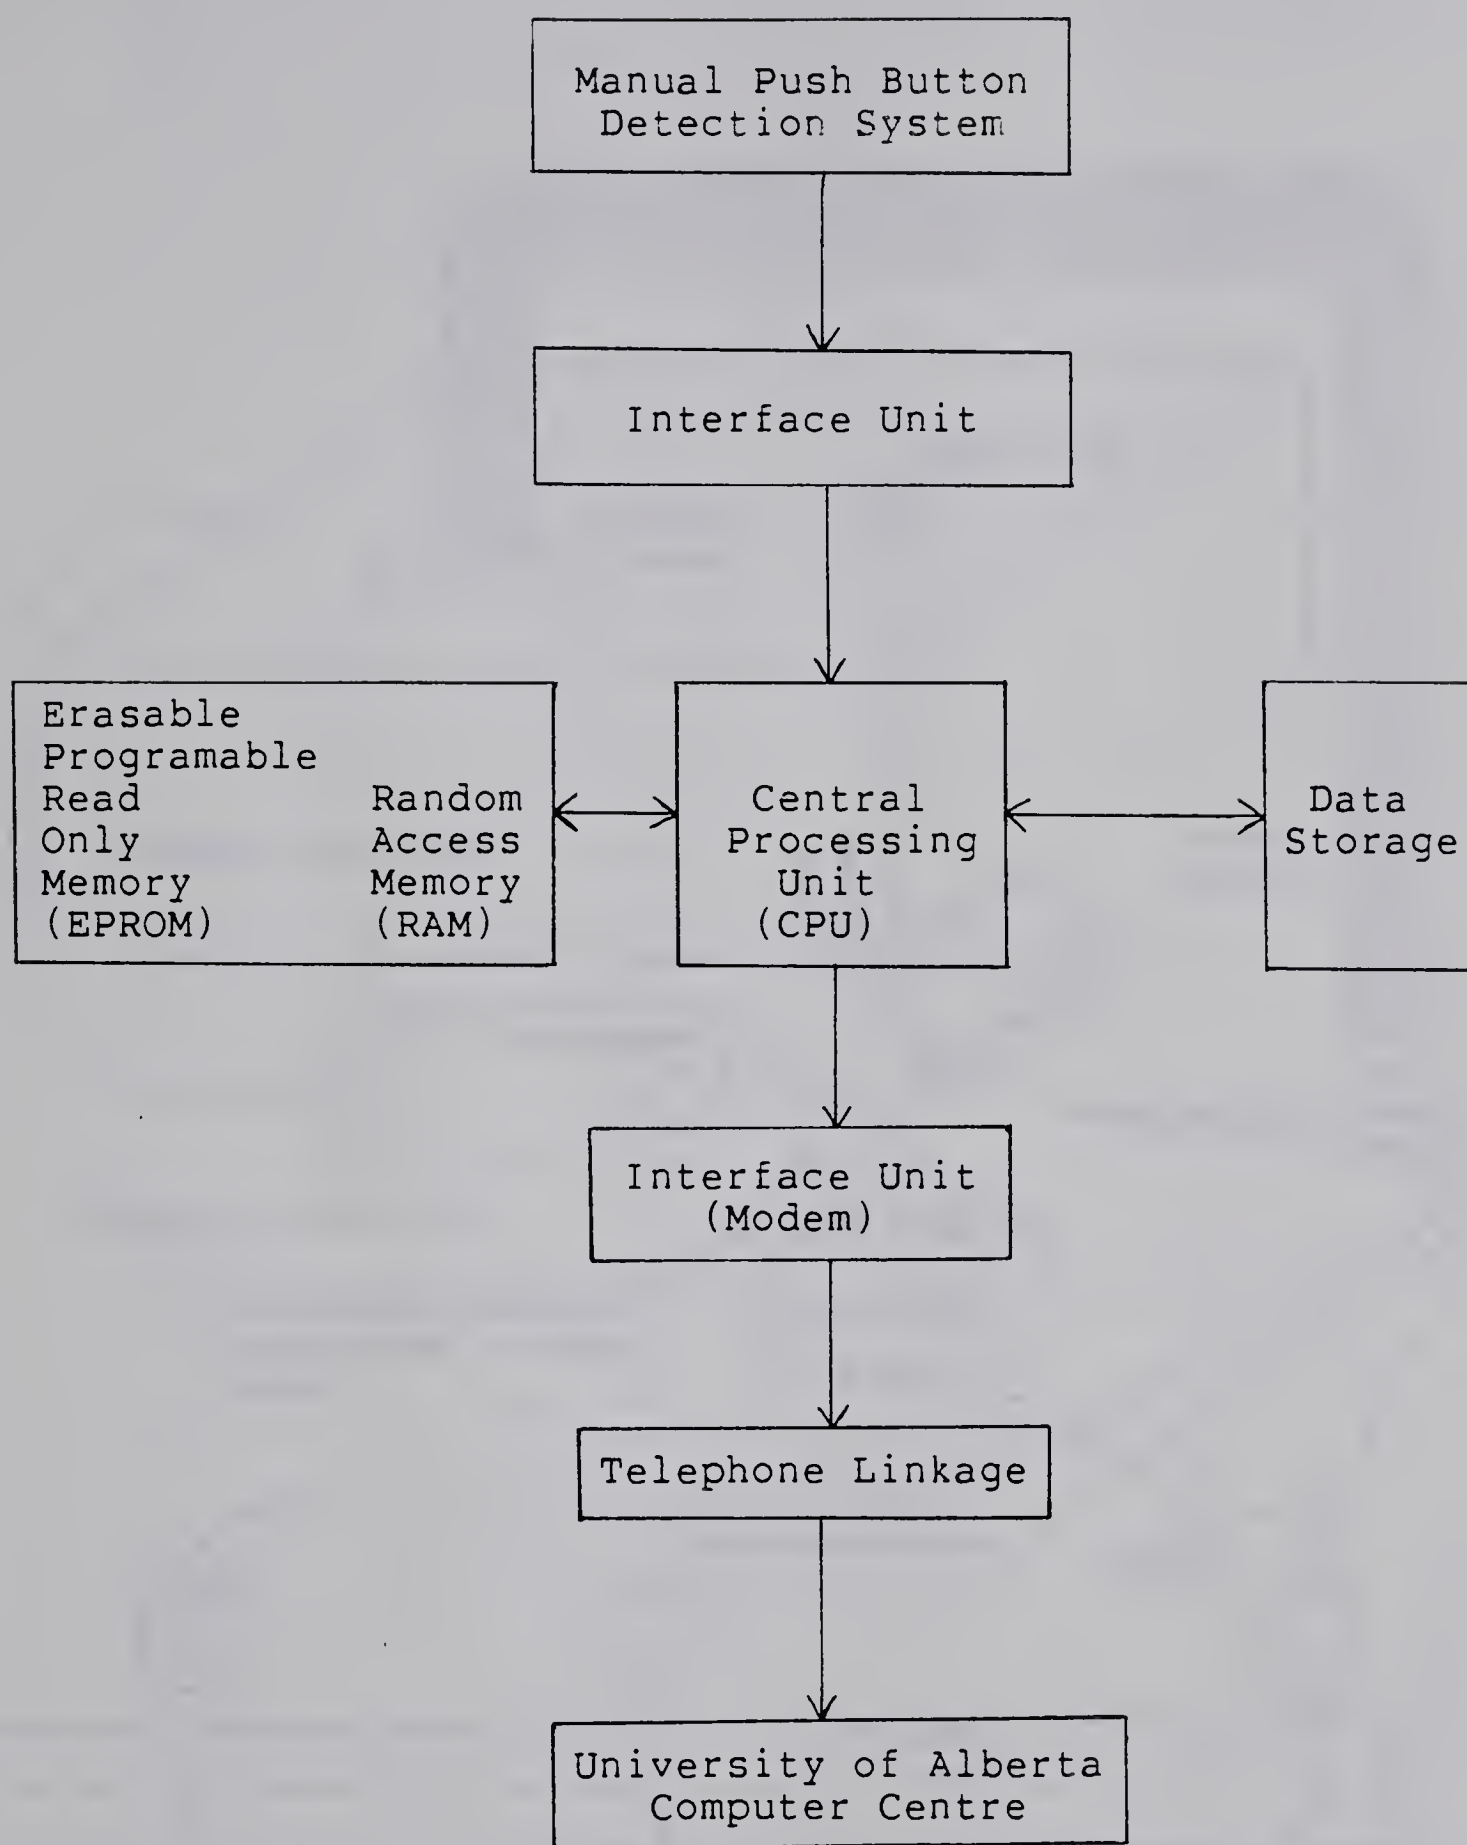 Manual Push Button
Detection System
Interface Unit
Erasable
Programable
Read
Only
Memory
(EPROM)
Random
Access
Memory
(RAM)
Central
Processing
Unit
(CPU)
Data
Storage
Interface Unit
(Modem)
Telephone Linkage
University of Alberta
Computer Centre